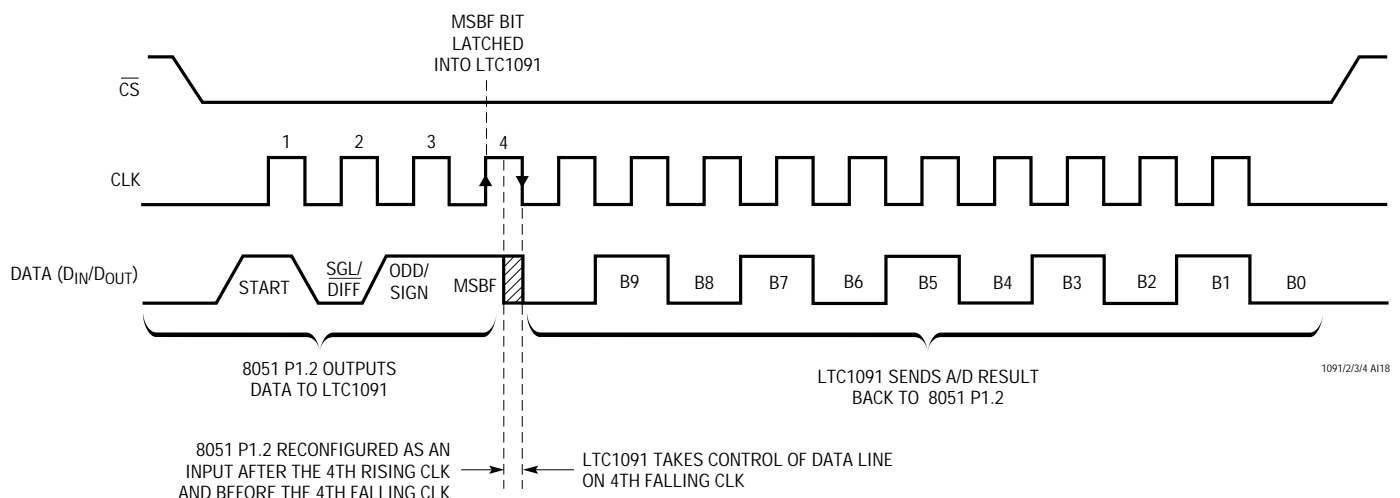 MSBF BIT
LATCHED
INTO LTC1091
CS
1 2 3 4
CLK
DATA (DIN/DOUT)
START
SGL/
DIFF
ODD/
SIGN
MSBF
B9 B8 B7 B6 B5 B4 B3 B2 B1 B0
8051 P1.2 OUTPUTS
DATA TO LTC1091
LTC1091 SENDS A/D RESULT
BACK TO 8051 P1.2
1091/2/3/4 AI18
8051 P1.2 RECONFIGURED AS AN
INPUT AFTER THE 4TH RISING CLK
AND BEFORE THE 4TH FALLING CLK
LTC1091 TAKES CONTROL OF DATA LINE
ON 4TH FALLING CLK